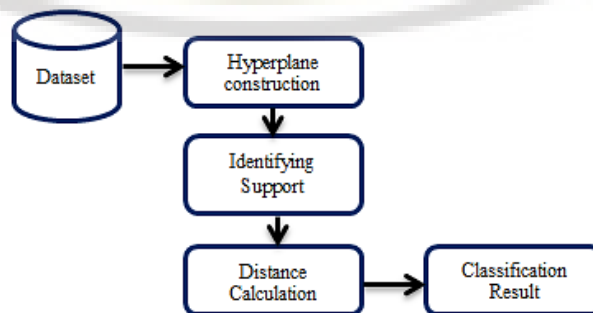 Dataset
Hyperplane
construction
Identifying
Support
Distance
Calculation
Classification
Result